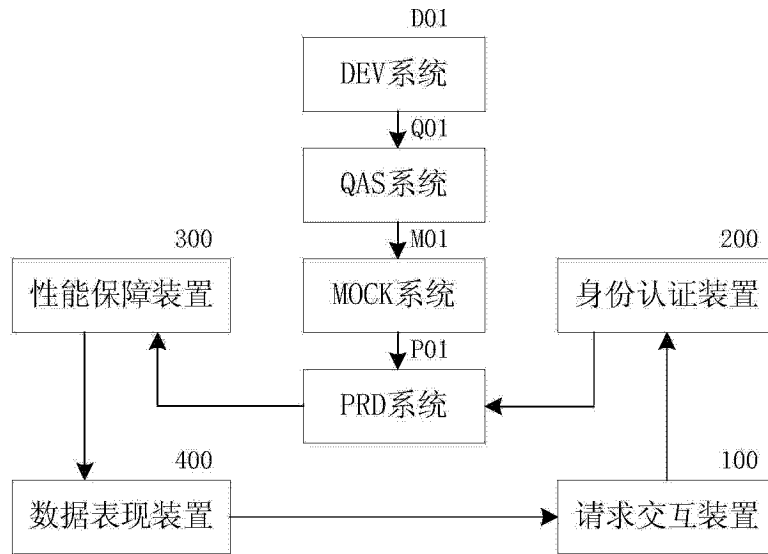 D01
DEV系统
Q01
QAS系统
300
M01
200
性能保障装置
MOCK系统
身份认证装置
P01
PRD系统
400
100
数据表现装置
请求交互装置